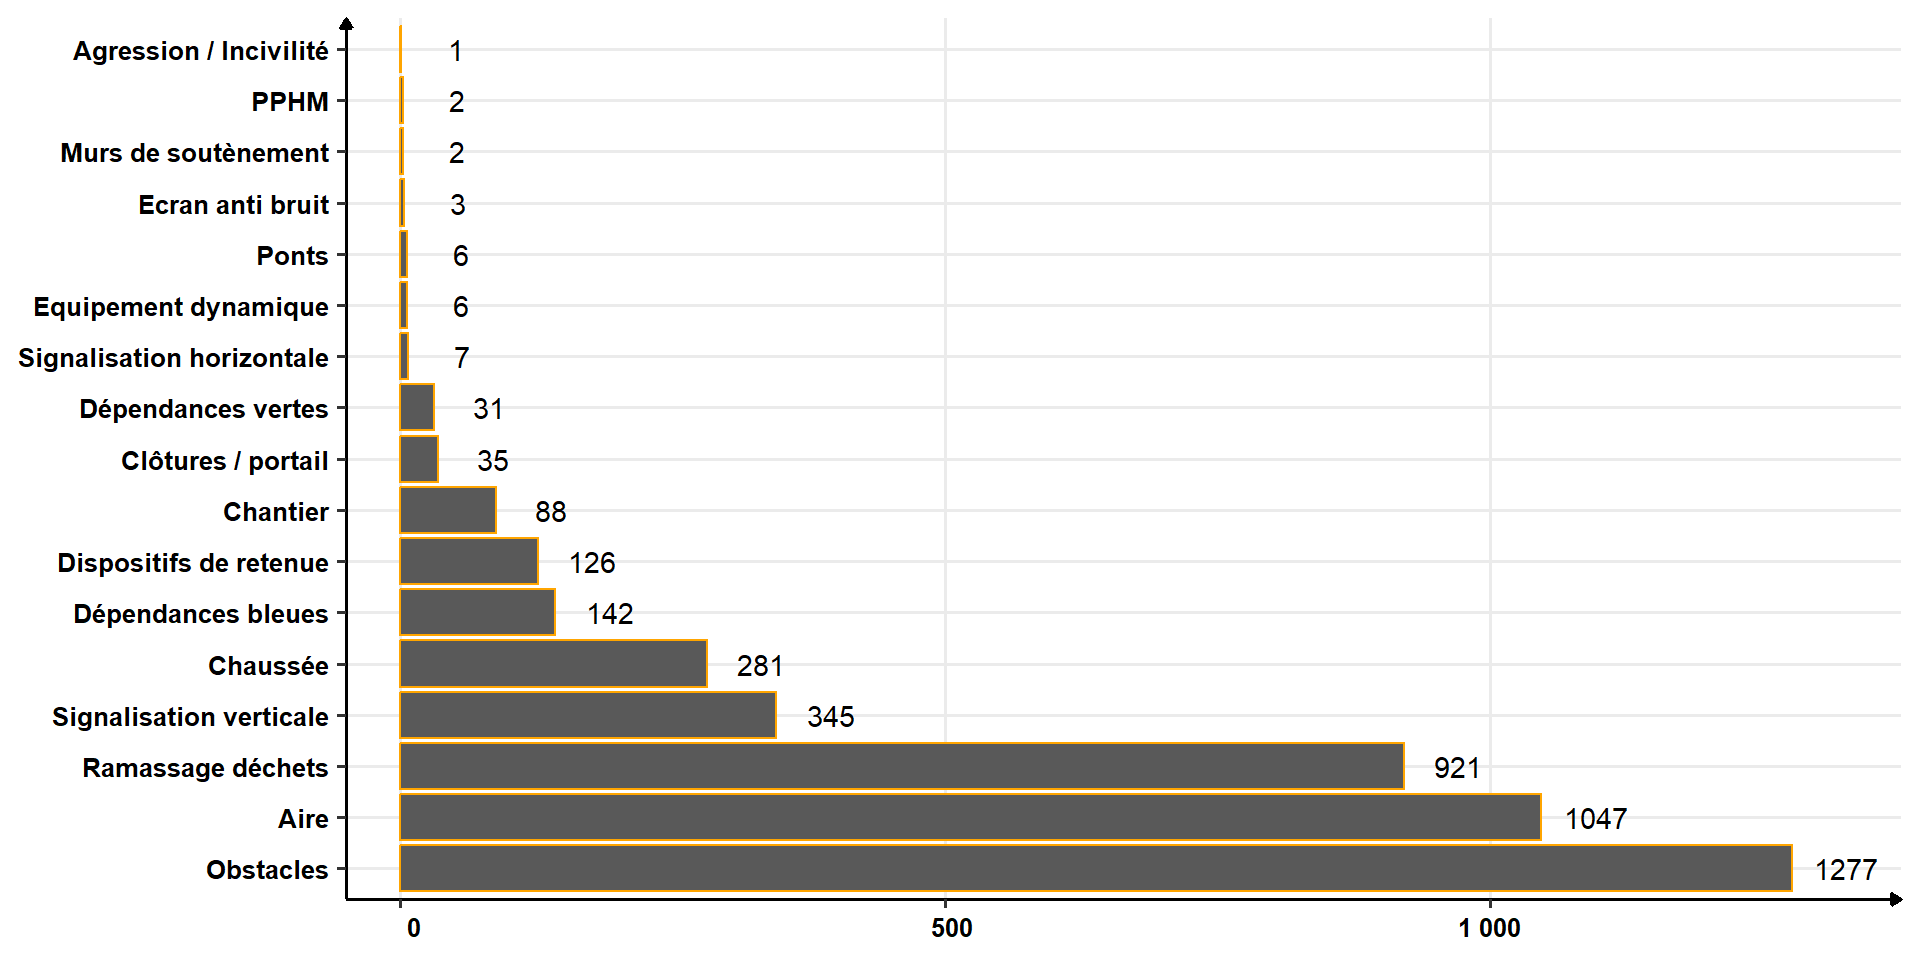 Agression / Incivilité 1
PPHM 2
Murs de soutènement 2
Ecran anti bruit 3
Ponts 6
Equipement dynamique 6
Signalisation horizontale 7
Dépendances vertes 31
Clôtures / portail 35
Chantier 88
Dispositifs de retenue 126
Dépendances bleues 142
Chaussée 281
Signalisation verticale 345
Ramassage déchets 921
Aire 1047
Obstacles 1277
0 500 1 000